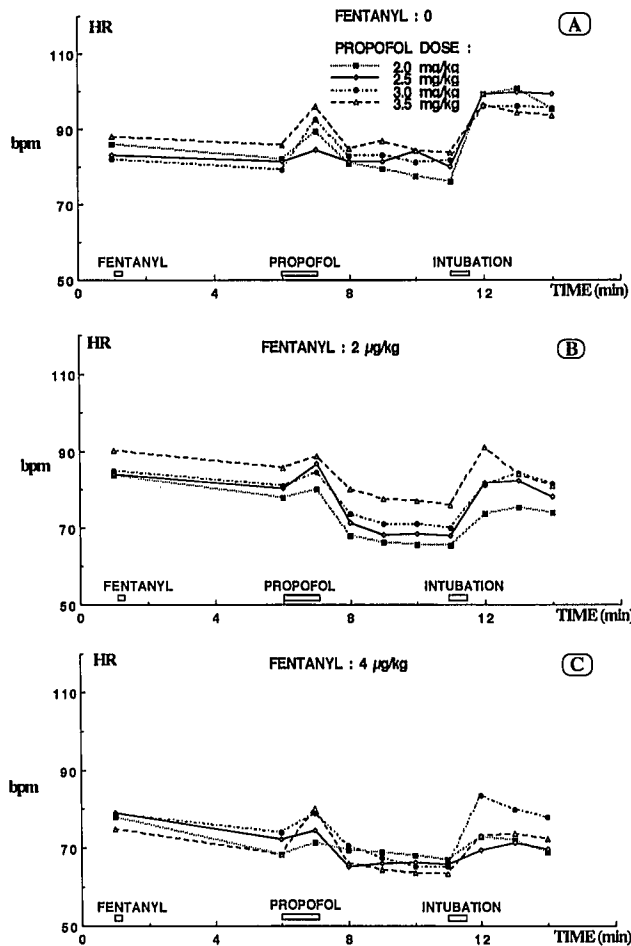 HR
FENTANYL : 0
A
PROPOFOL DOSE :
2.0 mg/kg
2.5 mg/kg
3.0 mg/kg
3.5 mg/kg
110
90
bpm
70
FENTANYL
PROPOFOL
INTUBATION
50
0
4
6
8
12
TIME (min)
HR
FENTANYL : 2 µg/kg
B
110
90
bpm
70
FENTANYL
PROPOFOL
INTUBATION
50
0
4
6
8
12
TIME (min)
HR
FENTANYL : 4 µg/kg
C
110
90
bpm
70
FENTANYL
PROPOFOL
INTUBATION
50
0
4
6
8
12
TIME (min)